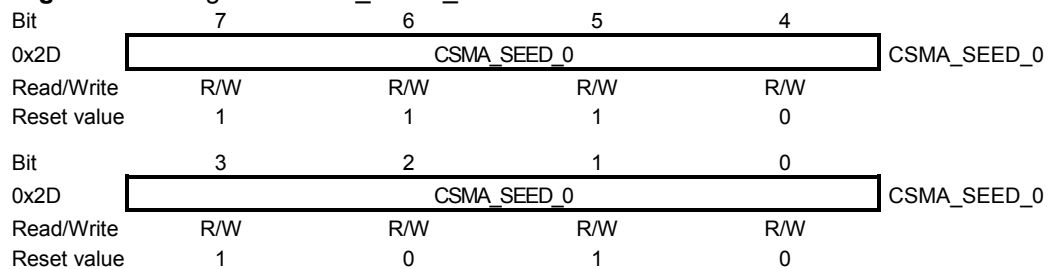 Bit 7 6 5 4
0x2D CSMA_SEED_0 CSMA_SEED_0
Read/Write R/W R/W R/W R/W
Reset value 1 1 1 0
Bit 3 2 1 0
0x2D CSMA_SEED_0 CSMA_SEED_0
Read/Write R/W R/W R/W R/W
Reset value 1 0 1 0